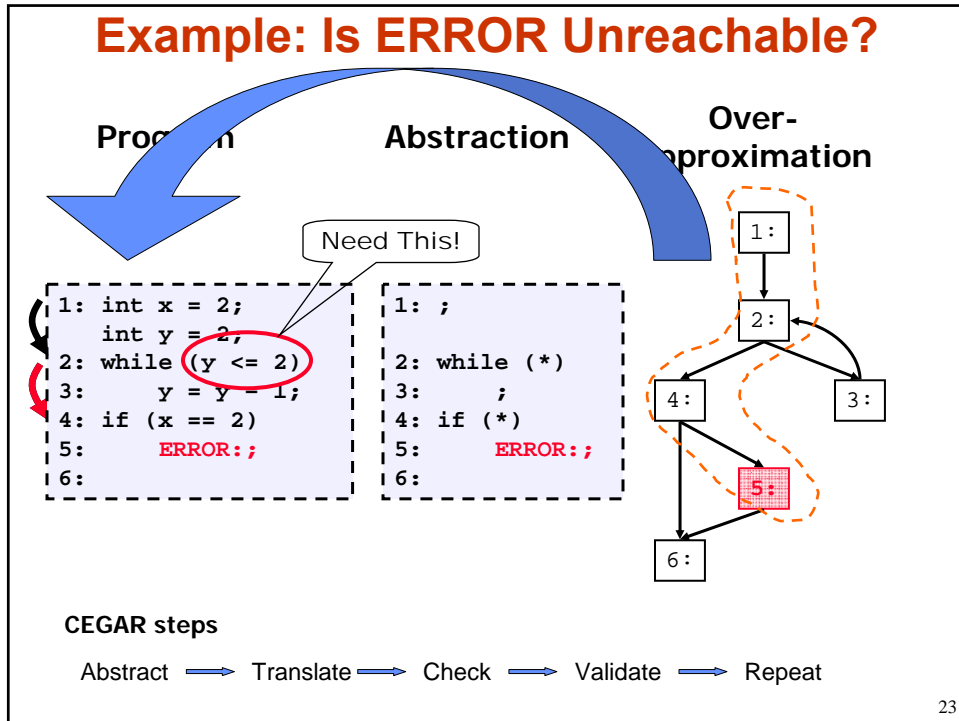 Example: Is ERROR Unreachable?
Abstraction
Over-
Need This!
1: int x = 2;
int y = 2;
2: while (y <= 2)
3: y = y - 1;
4: if (x == 2)
5: ERROR:;
6:
1: ;
2: while (*)
3: ;
4: if (*)
5: ERROR:;
6:
1:
2:
4:
3:
5:
6:
CEGAR steps
Abstract Translate Check Validate Repeat
23